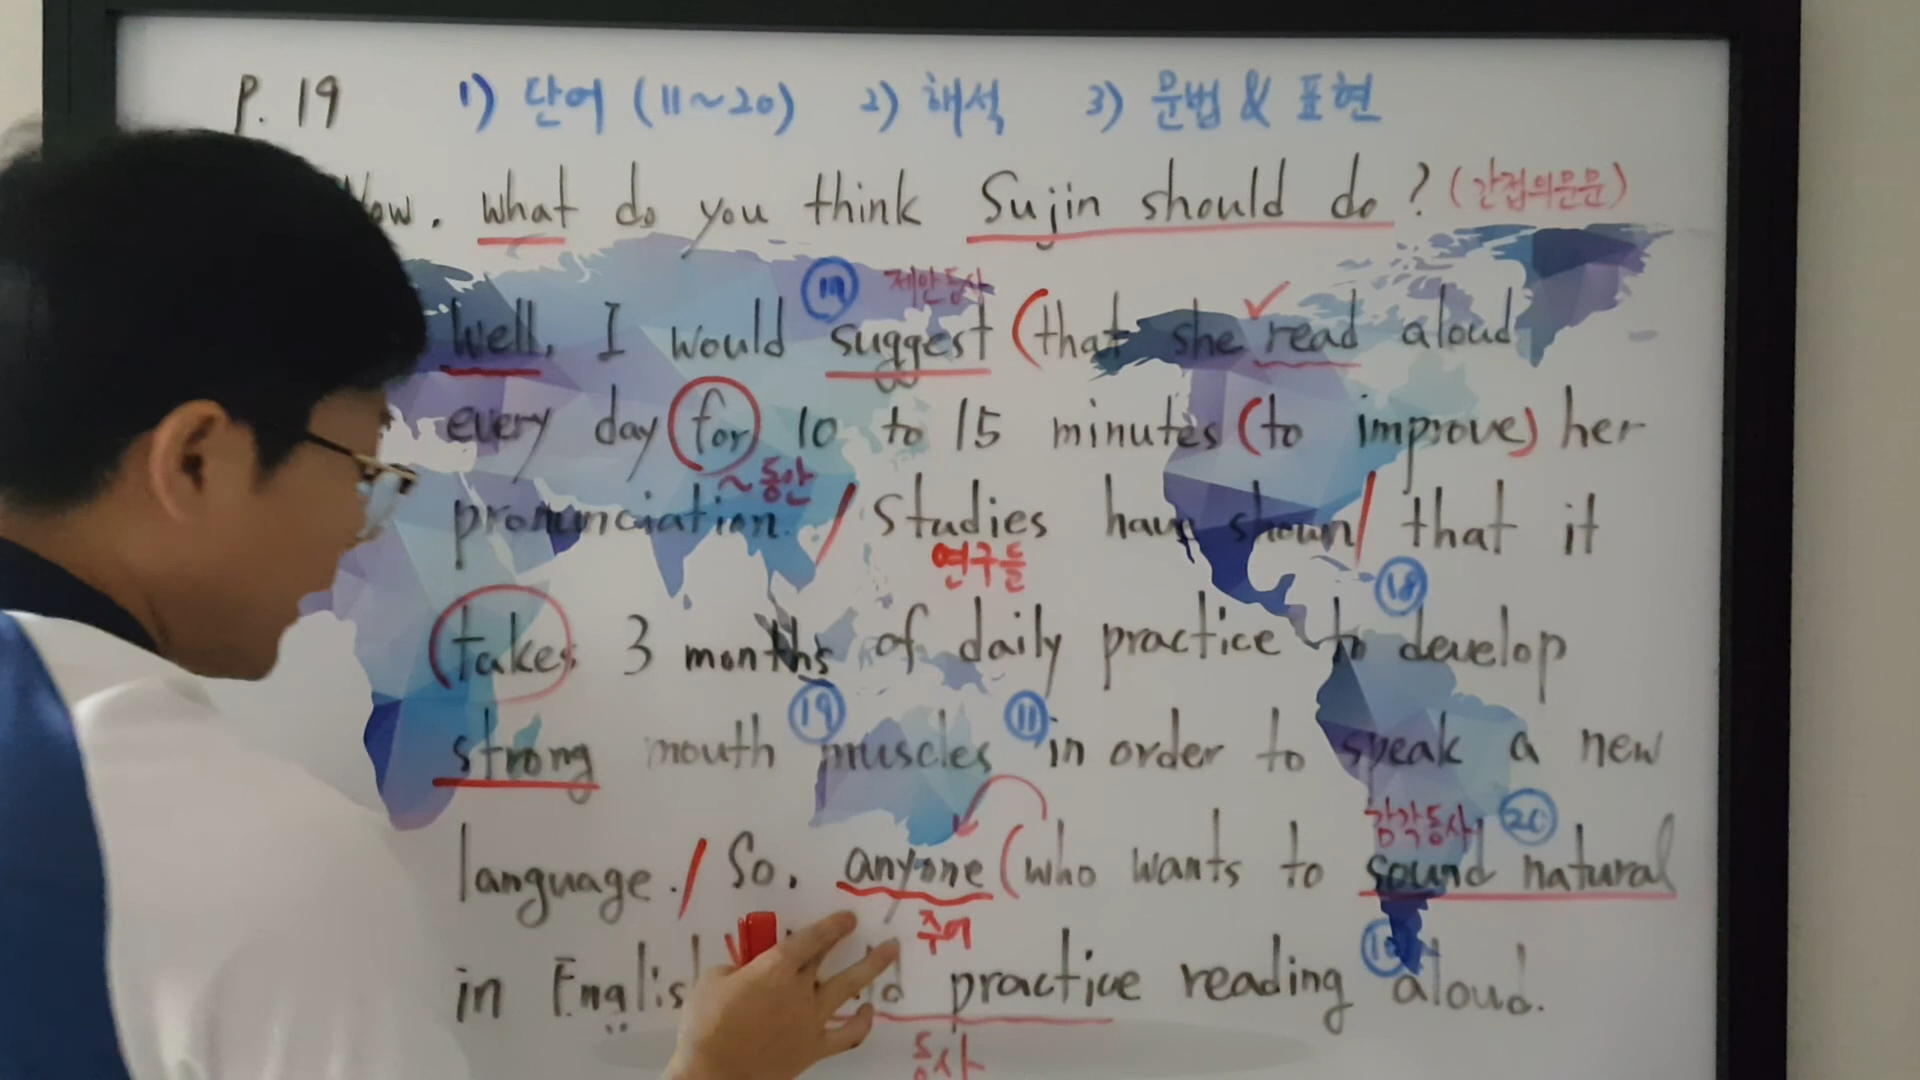 P. 19 1) 단어 (11~20) 2) 해석 3) 문법 & 표현
Now. what do you think Sujin should do? (간접의문문)
17 제안동사
Well, I would suggest (that she read aloud
every day (for) 10 to 15 minutes (to improve) her
~동안
pronunciation. / Studies have shown / that it
연구들
18
takes 3 months of daily practice to develop
19 11
strong mouth muscles in order to speak a new
감각동사 20
language. / So, anyone (who wants to sound natural
주어
in English practice reading aloud.
동사